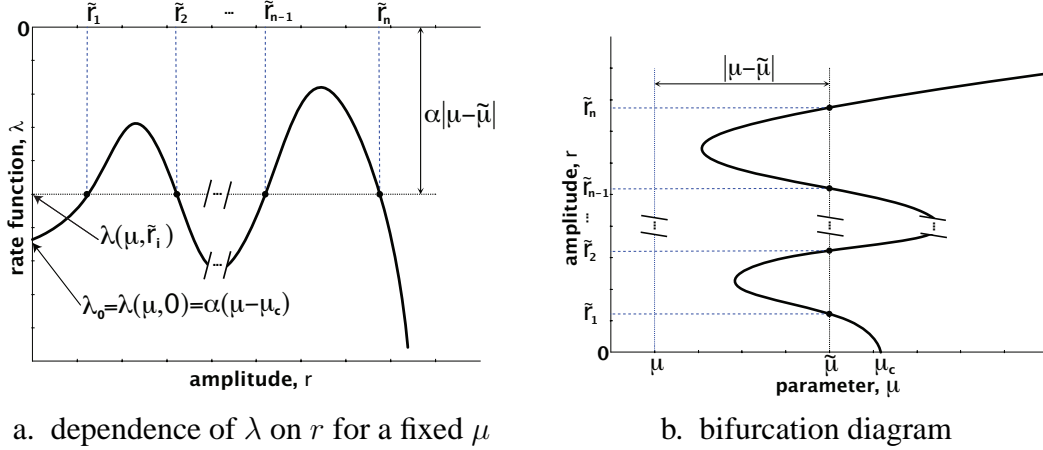 0 r̃₁ r̃₂ ... r̃ₙ₋₁ r̃ₙ
rate function, λ
α|μ−μ̃|
...
...
λ(μ,r̃ᵢ)
λ₀=λ(μ,0)=α(μ−μ_c)
amplitude, r
a. dependence of λ on r for a fixed μ
|μ−μ̃|
amplitude, r
r̃ₙ
r̃ₙ₋₁
...
... ... ...
r̃₂
r̃₁
0
μ μ̃ μ_c
parameter, μ
b. bifurcation diagram